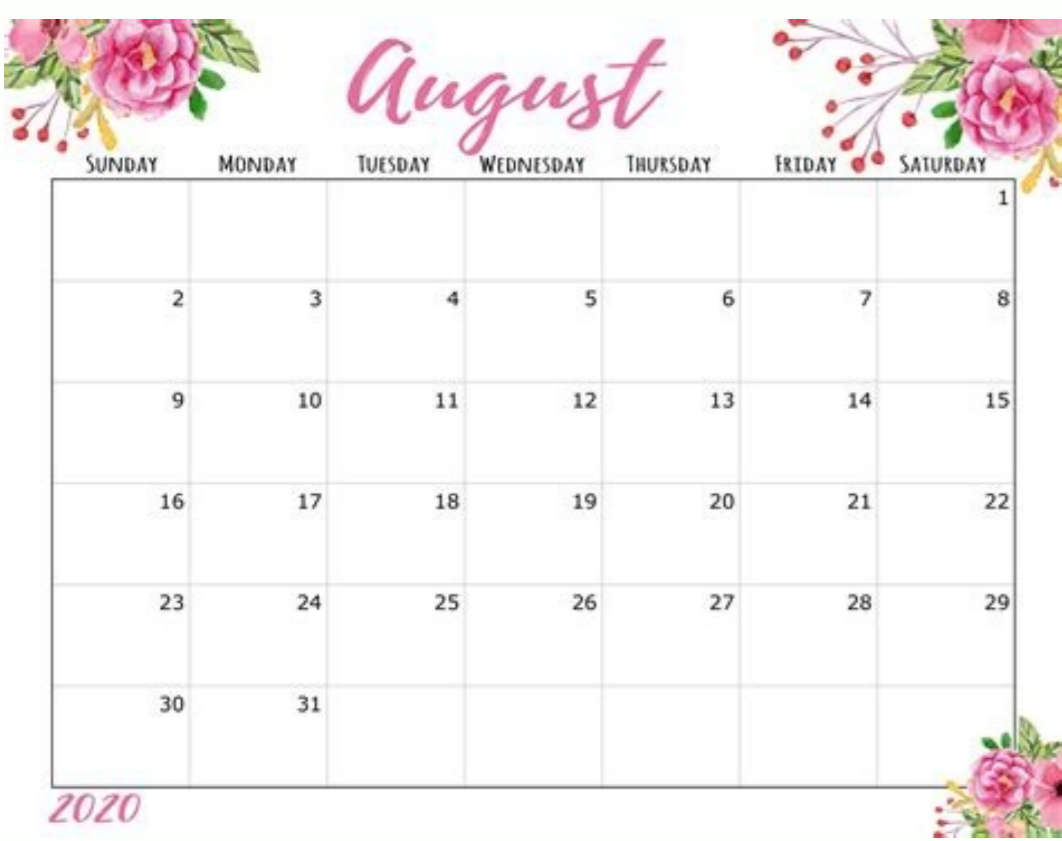 August
SUNDAY MONDAY TUESDAY WEDNESDAY THURSDAY FRIDAY SATURDAY
1
2 3 4 5 6 7 8
9 10 11 12 13 14 15
16 17 18 19 20 21 22
23 24 25 26 27 28 29
30 31
2020